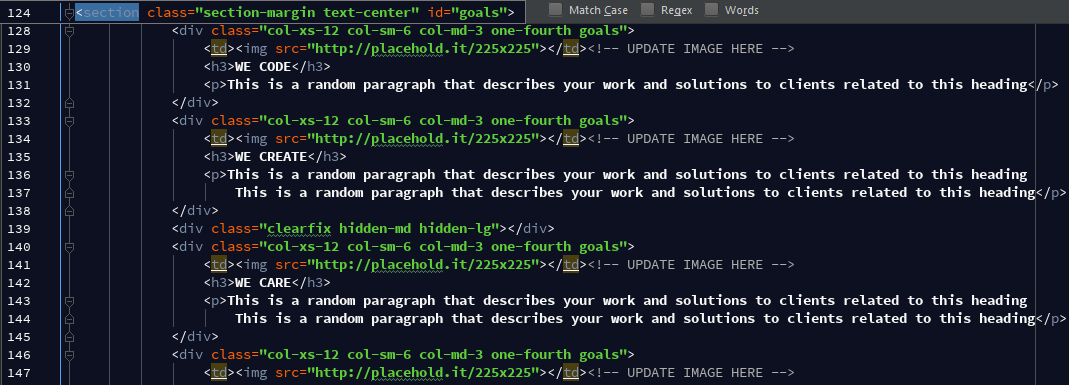 124 <section class="section-margin text-center" id="goals"> Match Case Regex Words
128 <div class="col-xs-12 col-sm-6 col-md-3 one-fourth goals">
129 <td><img src="http://placehold.it/225x225"></td><!-- UPDATE IMAGE HERE -->
130 <h3>WE CODE</h3>
131 <p>This is a random paragraph that describes your work and solutions to clients related to this heading</p>
132 </div>
133 <div class="col-xs-12 col-sm-6 col-md-3 one-fourth goals">
134 <td><img src="http://placehold.it/225x225"></td><!-- UPDATE IMAGE HERE -->
135 <h3>WE CREATE</h3>
136 <p>This is a random paragraph that describes your work and solutions to clients related to this heading
137 This is a random paragraph that describes your work and solutions to clients related to this heading</p>
138 </div>
139 <div class="clearfix hidden-md hidden-lg"></div>
140 <div class="col-xs-12 col-sm-6 col-md-3 one-fourth goals">
141 <td><img src="http://placehold.it/225x225"></td><!-- UPDATE IMAGE HERE -->
142 <h3>WE CARE</h3>
143 <p>This is a random paragraph that describes your work and solutions to clients related to this heading
144 This is a random paragraph that describes your work and solutions to clients related to this heading</p>
145 </div>
146 <div class="col-xs-12 col-sm-6 col-md-3 one-fourth goals">
147 <td><img src="http://placehold.it/225x225"></td><!-- UPDATE IMAGE HERE -->